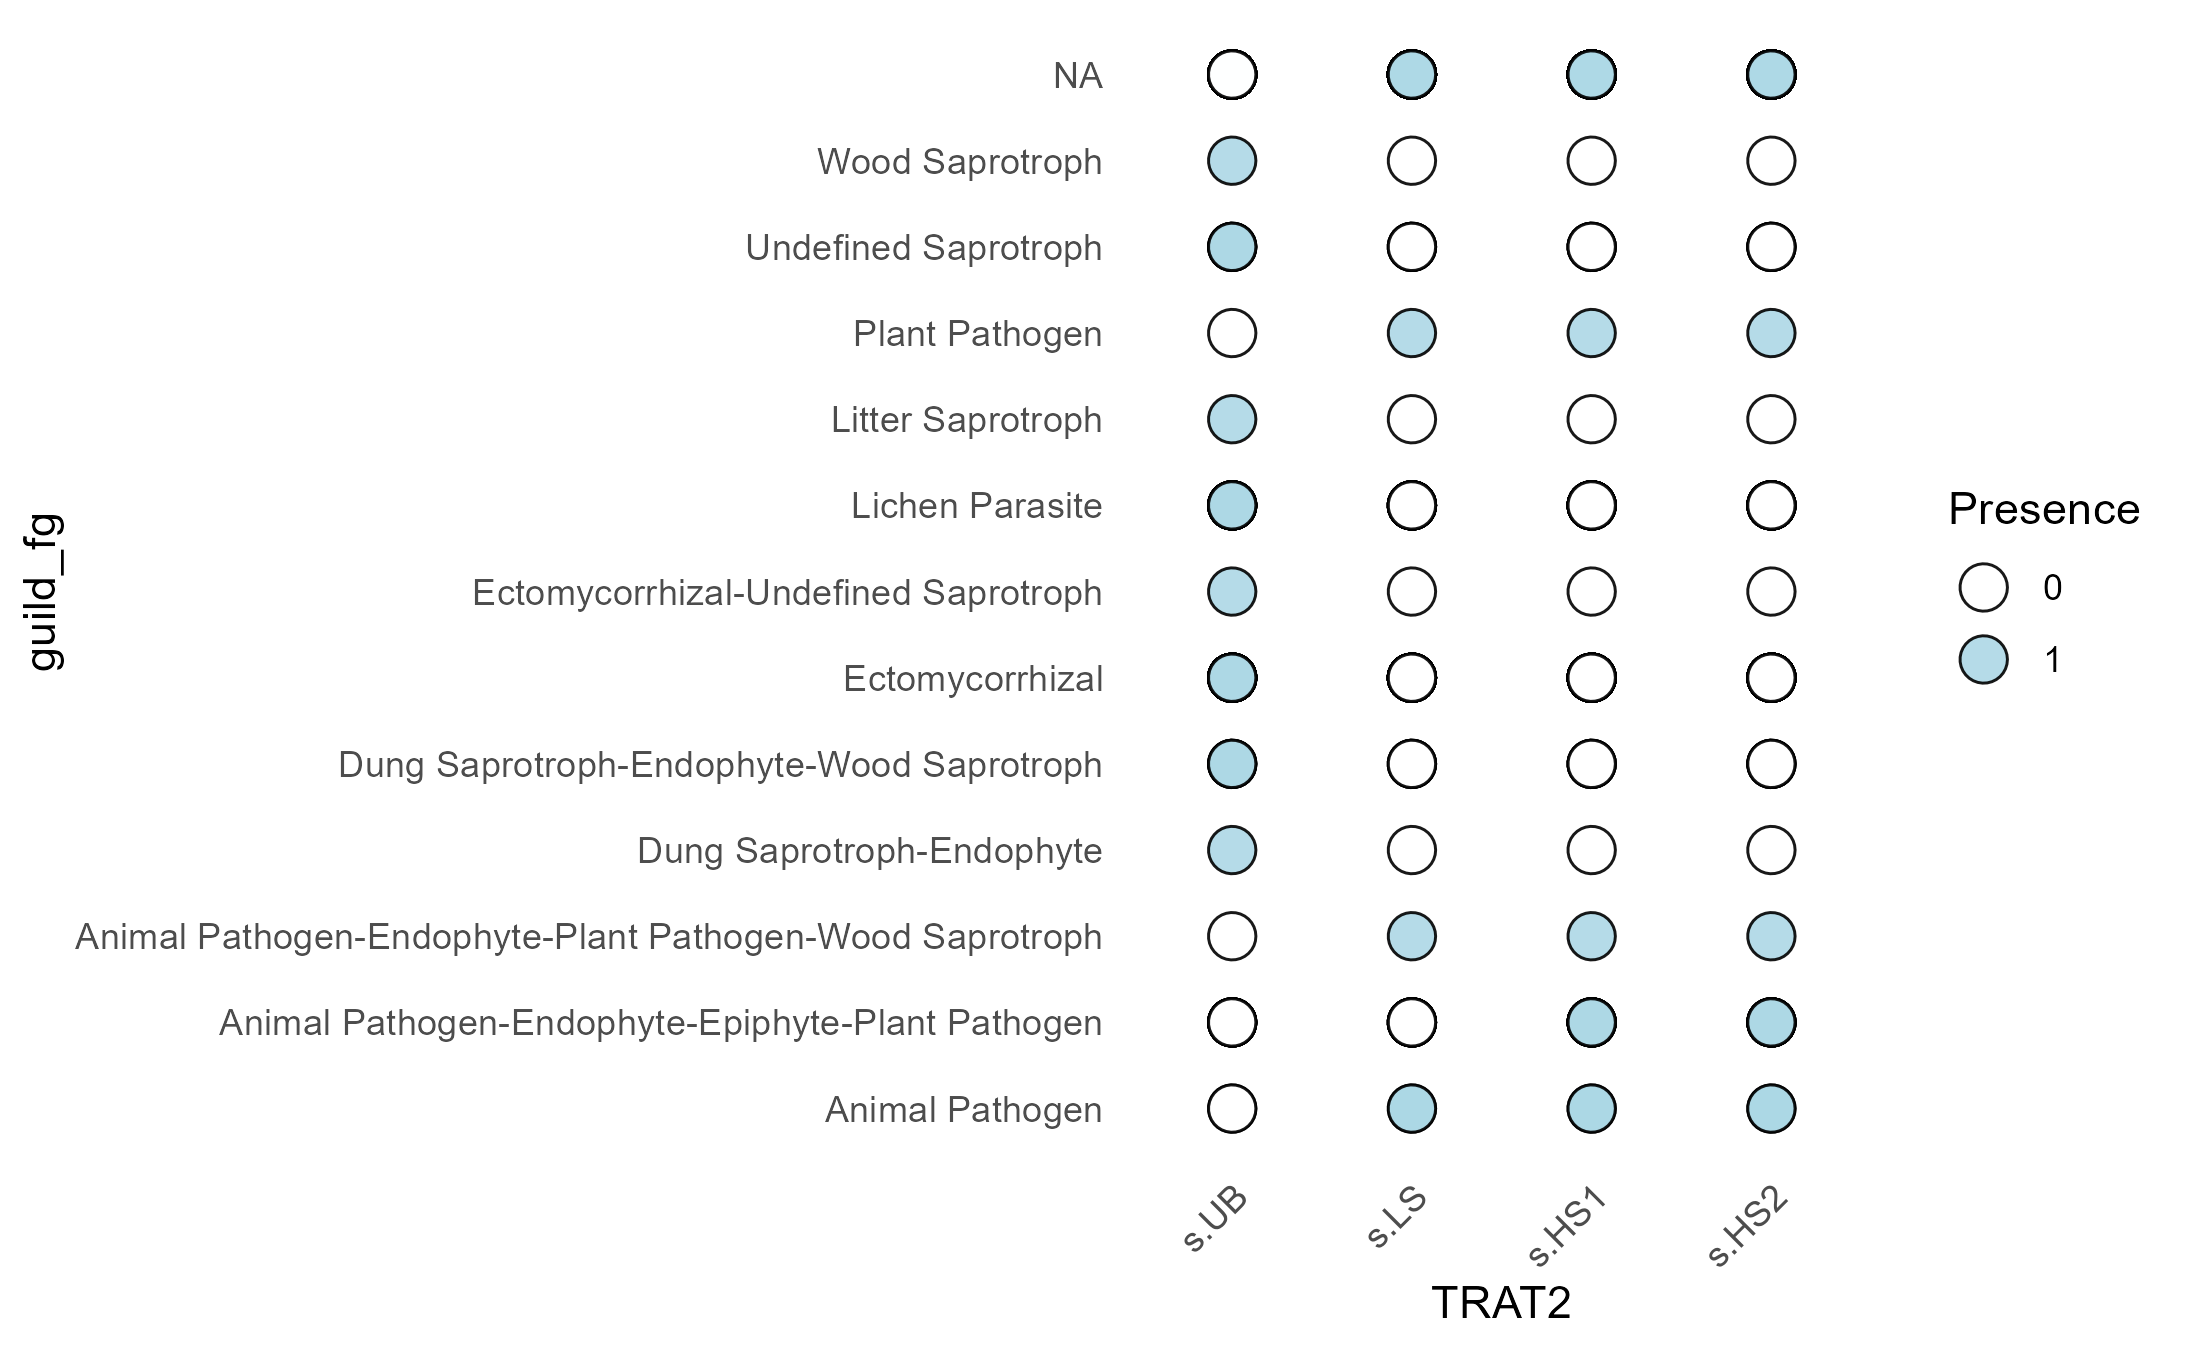 NA
Wood Saprotroph
Undefined Saprotroph
Plant Pathogen
Litter Saprotroph
Lichen Parasite
Ectomycorrhizal-Undefined Saprotroph
Ectomycorrhizal
Dung Saprotroph-Endophyte-Wood Saprotroph
Dung Saprotroph-Endophyte
Animal Pathogen-Endophyte-Plant Pathogen-Wood Saprotroph
Animal Pathogen-Endophyte-Epiphyte-Plant Pathogen
Animal Pathogen
guild_fg
s.UB
s.LS
s.HS1
s.HS2
TRAT2
Presence
0
1